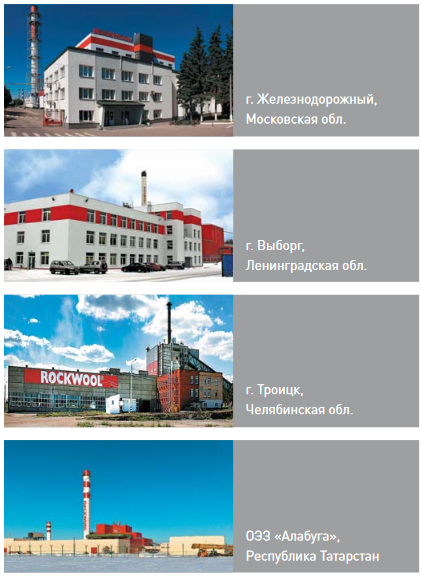 г. Железнодорожный,
Московская обл.
г. Выборг,
Ленинградская обл.
ROCKWOOL
г. Троицк,
Челябинская обл.
ОЭЗ «Алабуга»,
Республика Татарстан